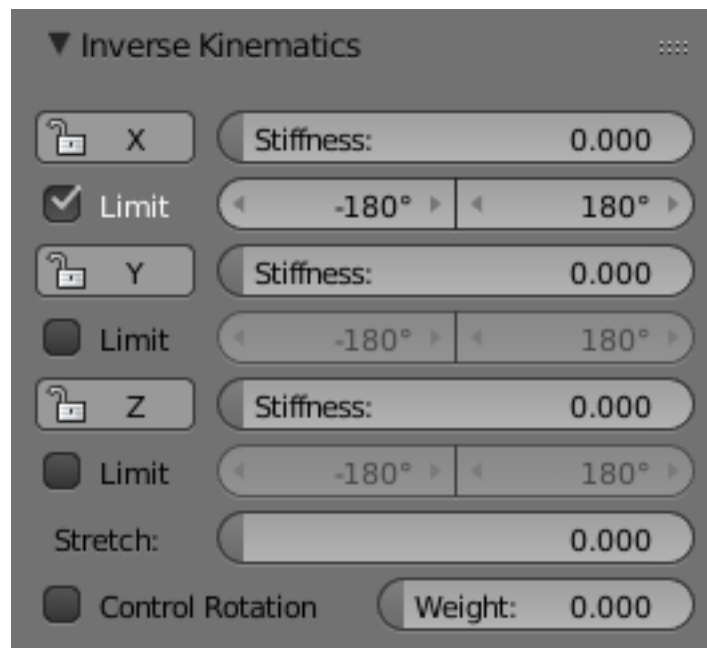 Inverse Kinematics
X Stiffness: 0.000
Limit -180° 180°
Y Stiffness: 0.000
Limit -180° 180°
Z Stiffness: 0.000
Limit -180° 180°
Stretch: 0.000
Control Rotation Weight: 0.000